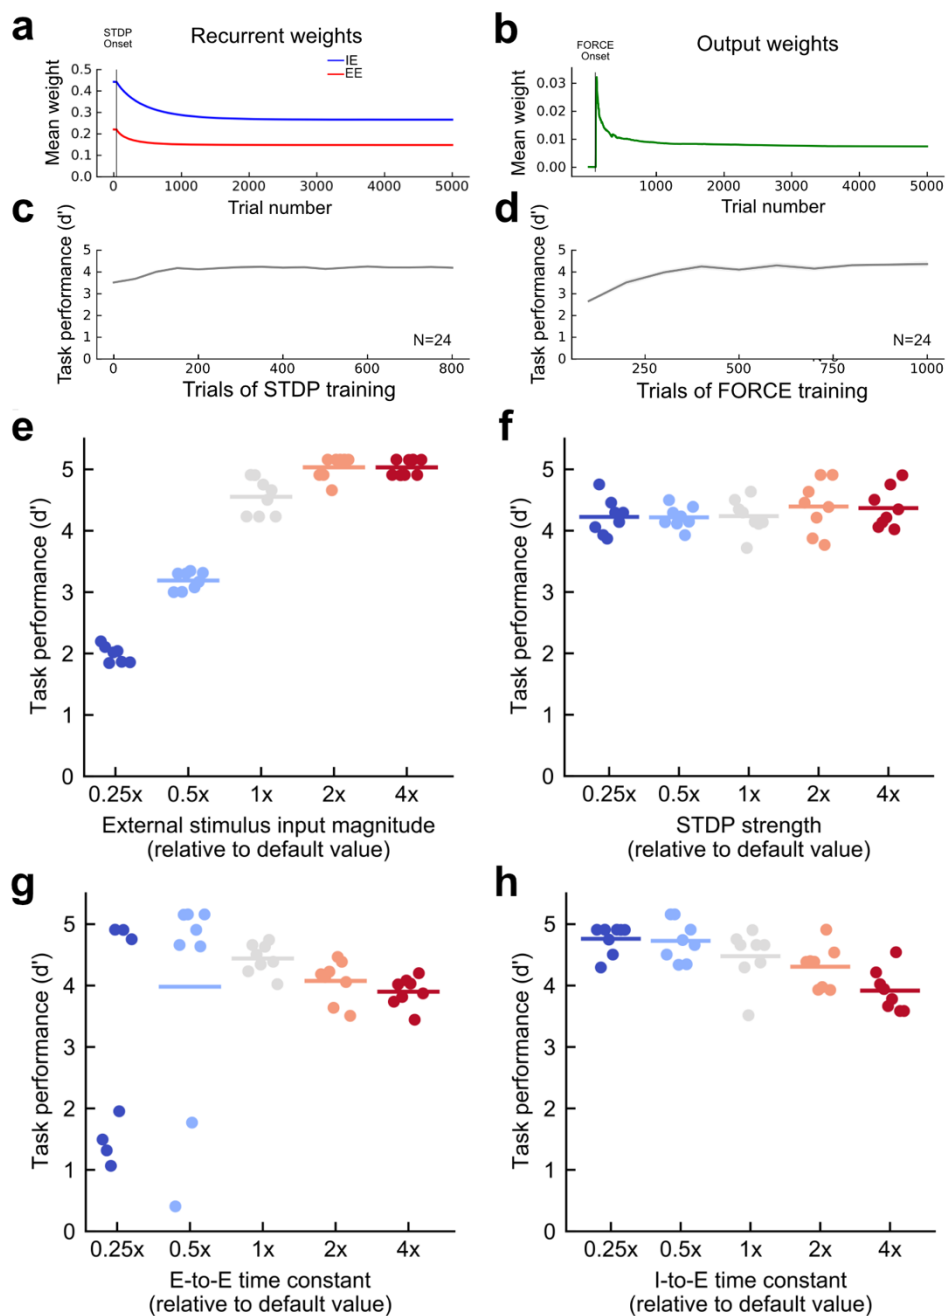 a
STDP
Onset
Recurrent weights
IE
EE
Mean weight
0.5
0.4
0.3
0.2
0.1
0.0
0 1000 2000 3000 4000 5000
Trial number
b
FORCE
Onset
Output weights
Mean weight
0.03
0.02
0.01
0.00
1000 2000 3000 4000 5000
Trial number
c
Task performance (d')
5
4
3
2
1
0
N=24
0 200 400 600 800
Trials of STDP training
d
Task performance (d')
5
4
3
2
1
0
N=24
250 500 750 1000
Trials of FORCE training
e
Task performance (d')
5
4
3
2
1
0
0.25x 0.5x 1x 2x 4x
External stimulus input magnitude
(relative to default value)
f
Task performance (d')
5
4
3
2
1
0
0.25x 0.5x 1x 2x 4x
STDP strength
(relative to default value)
g
Task performance (d')
5
4
3
2
1
0
0.25x 0.5x 1x 2x 4x
E-to-E time constant
(relative to default value)
h
Task performance (d')
5
4
3
2
1
0
0.25x 0.5x 1x 2x 4x
I-to-E time constant
(relative to default value)